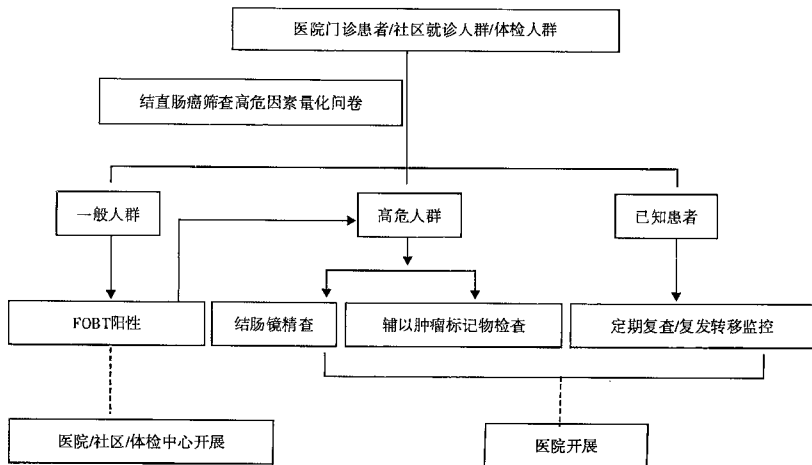 医院门诊患者/社区就诊人群/体检人群
结直肠癌筛查高危因素量化问卷
一般人群
高危人群
已知患者
FOBT阳性
结肠镜精查
辅以肿瘤标记物检查
定期复查/复发转移监控
医院/社区/体检中心开展
医院开展